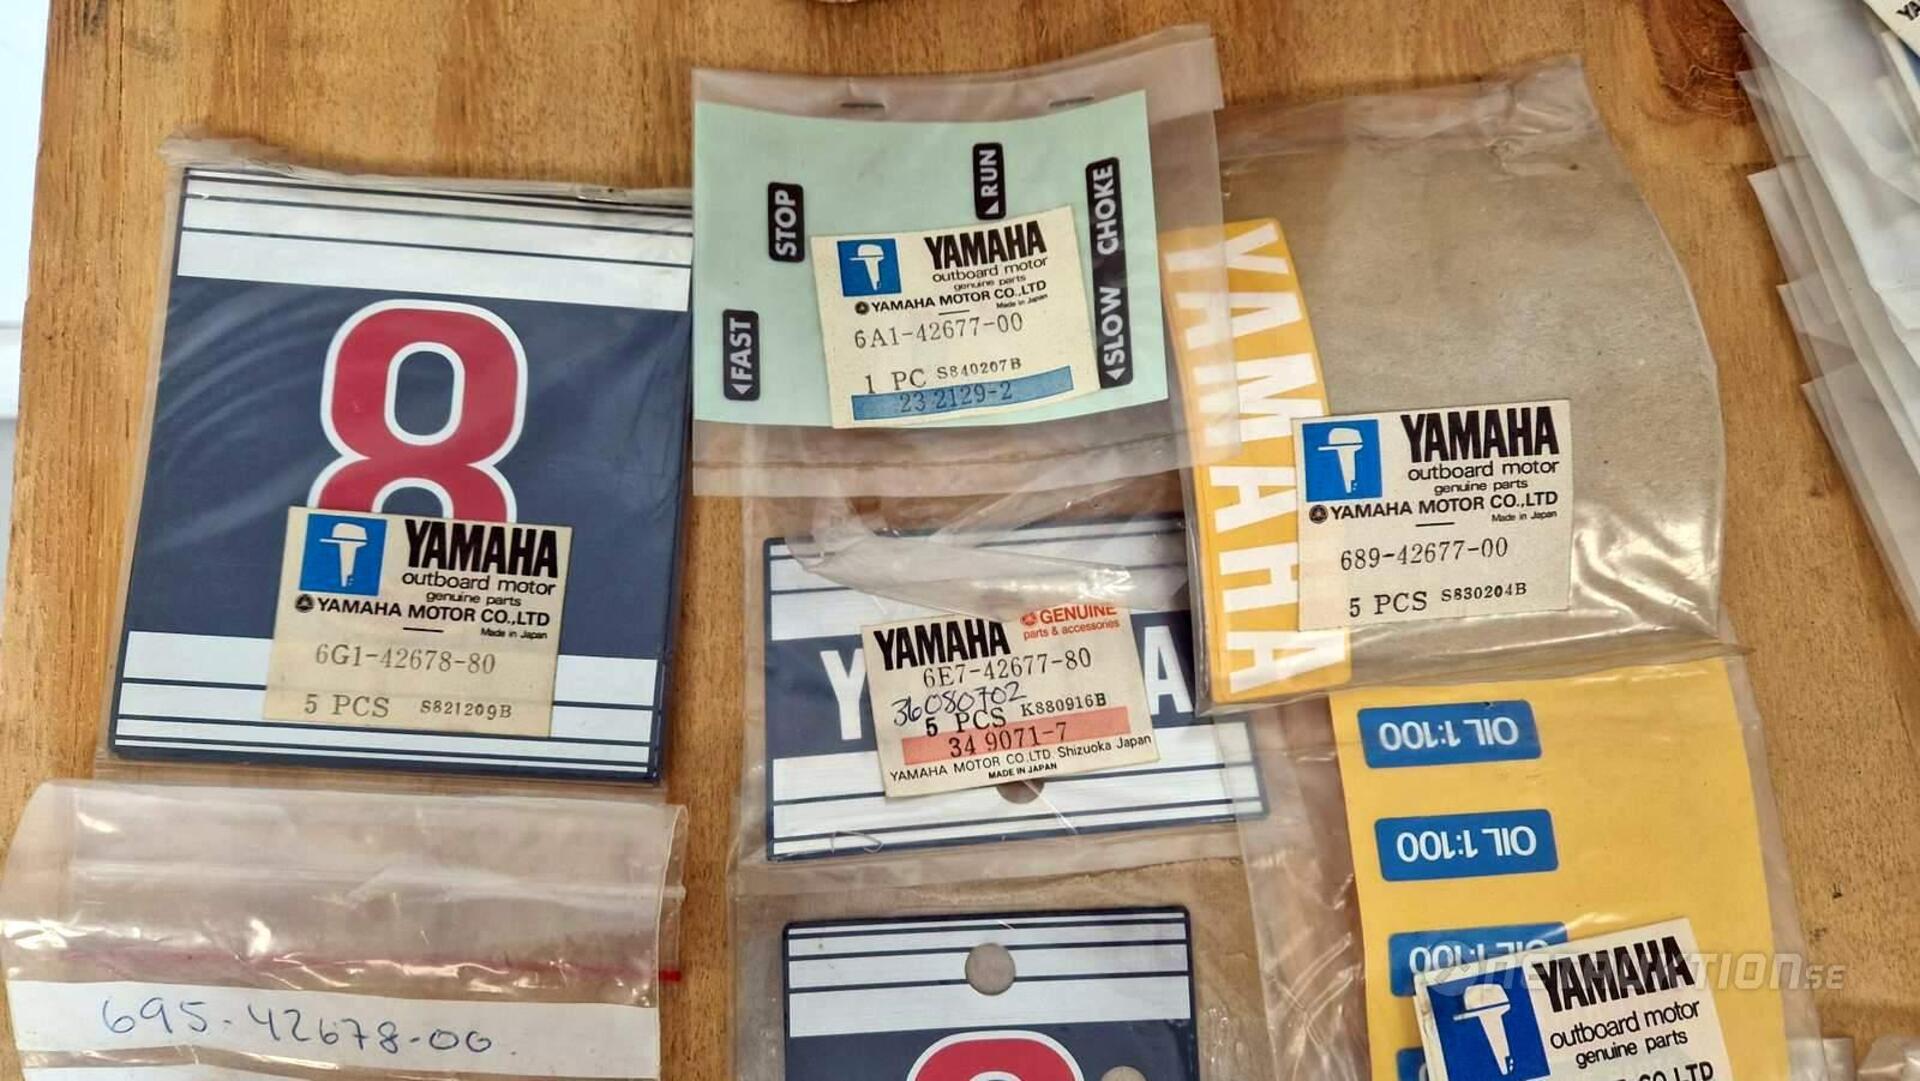 8
YAMAHA
outboard motor
genuine parts
YAMAHA MOTOR CO.,LTD
Made in Japan
6G1-42678-80
5 PCS S821209B
STOP
RUN
CHOKE
FAST
SLOW
YAMAHA
outboard motor
genuine parts
YAMAHA MOTOR CO.,LTD
Made in Japan
6A1-42677-00
1 PC S840207B
23 2129-2
YAMAHA
YAMAHA
outboard motor
genuine parts
YAMAHA MOTOR CO.,LTD
Made in Japan
689-42677-00
5 PCS S830204B
Y A
YAMAHA GENUINE
parts & accessories
6E7-42677-80
36080702
5 PCS K880916B
34 9071-7
YAMAHA MOTOR CO.LTD. Shizuoka Japan
MADE IN JAPAN
OIL 1:100
OIL 1:100
OIL 1:100
YAMAHA
outboard motor
genuine parts
CO.,LTD
695-42678-00